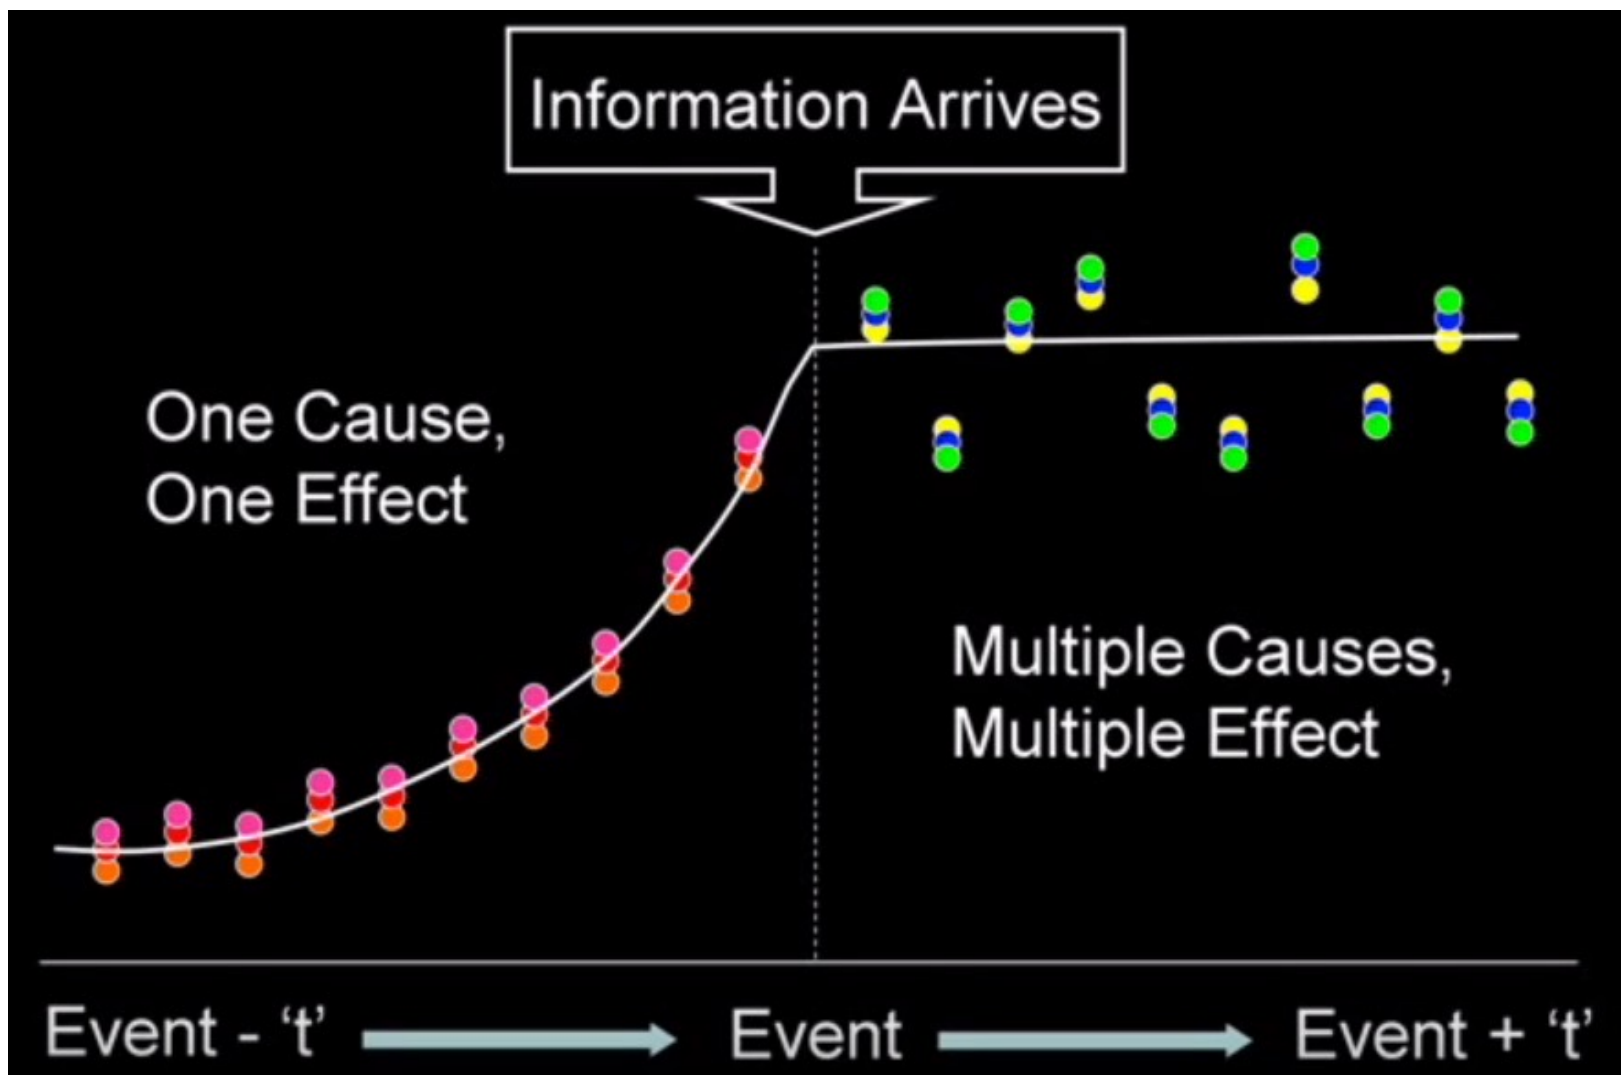 Information Arrives
One Cause,
One Effect
Multiple Causes,
Multiple Effect
Event - ‘t’
Event
Event + ‘t’